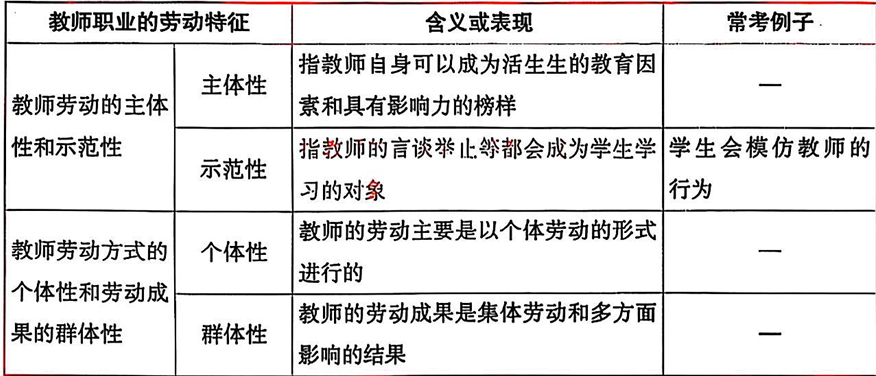 教师职业的劳动特征
含义或表现
常考例子
教师劳动的主体
性和示范性
主体性
指教师自身可以成为活生生的教育因
素和具有影响力的榜样
—
示范性
指教师的言谈举止等都会成为学生学
习的对象
学生会模仿教师的
行为
教师劳动方式的
个体性和劳动成
果的群体性
个体性
教师的劳动主要是以个体劳动的形式
进行的
—
群体性
教师的劳动成果是集体劳动和多方面
影响的结果
—